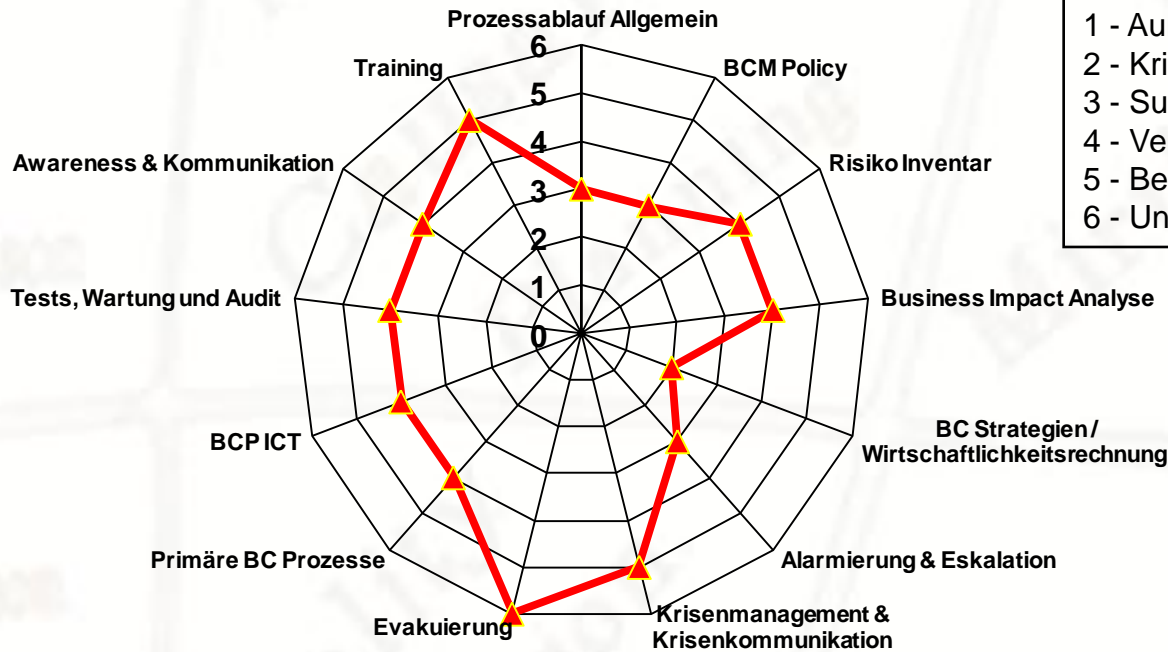 Prozessablauf Allgemein
BCM Policy
Risiko Inventar
Business Impact Analyse
BC Strategien /
Wirtschaftlichkeitsrechnung
Alarmierung & Eskalation
Krisenmanagement &
Krisenkommunikation
Evakuierung
Primäre BC Prozesse
BCP ICT
Tests, Wartung und Audit
Awareness & Kommunikation
Training
6
5
4
3
2
1
0
1 - Au
2 - Kri
3 - Su
4 - Ve
5 - Be
6 - Un